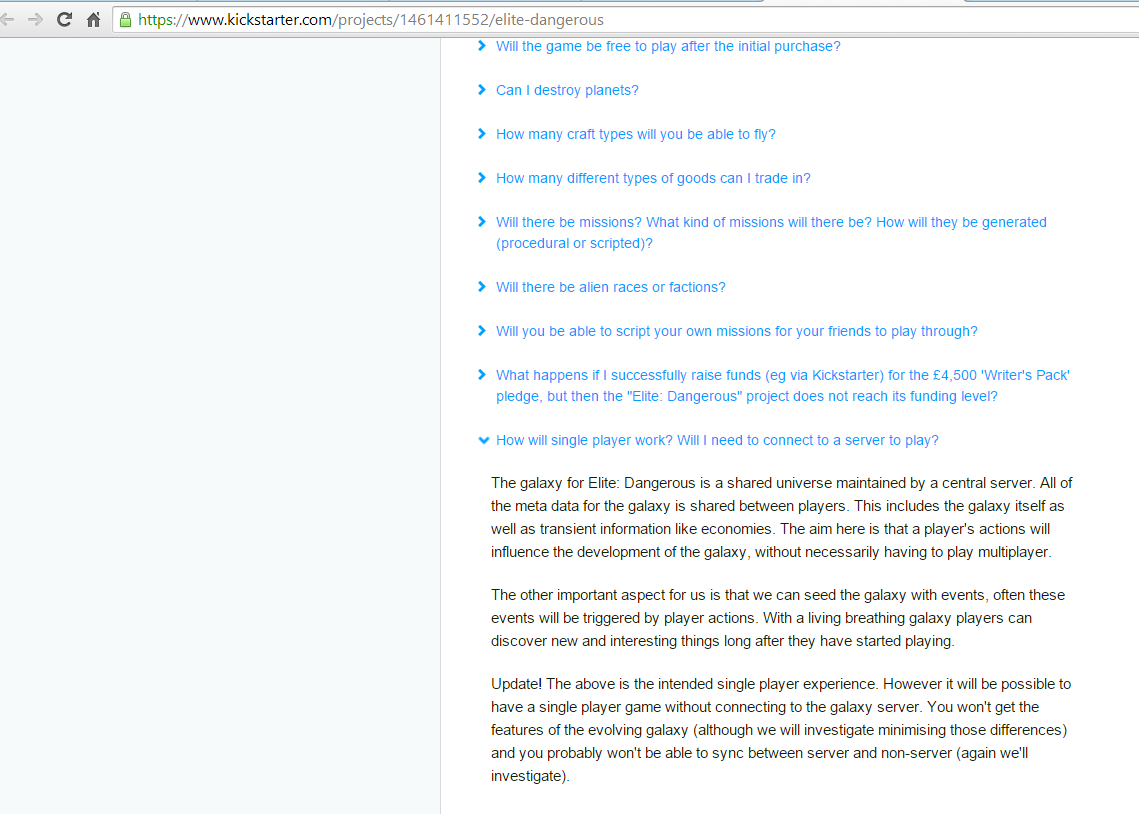 https://www.kickstarter.com/projects/1461411552/elite-dangerous
Will the game be free to play after the initial purchase?
Can I destroy planets?
How many craft types will you be able to fly?
How many different types of goods can I trade in?
Will there be missions? What kind of missions will there be? How will they be generated
(procedural or scripted)?
Will there be alien races or factions?
Will you be able to script your own missions for your friends to play through?
What happens if I successfully raise funds (eg via Kickstarter) for the £4,500 'Writer's Pack'
pledge, but then the "Elite: Dangerous" project does not reach its funding level?
How will single player work? Will I need to connect to a server to play?
The galaxy for Elite: Dangerous is a shared universe maintained by a central server. All of
the meta data for the galaxy is shared between players. This includes the galaxy itself as
well as transient information like economies. The aim here is that a player's actions will
influence the development of the galaxy, without necessarily having to play multiplayer.
The other important aspect for us is that we can seed the galaxy with events, often these
events will be triggered by player actions. With a living breathing galaxy players can
discover new and interesting things long after they have started playing.
Update! The above is the intended single player experience. However it will be possible to
have a single player game without connecting to the galaxy server. You won't get the
features of the evolving galaxy (although we will investigate minimising those differences)
and you probably won't be able to sync between server and non-server (again we'll
investigate).